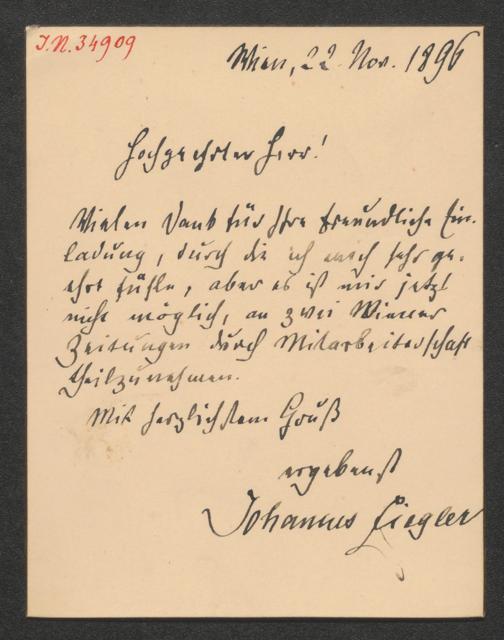 I.N. 34909
Wien, 22 Nov. 1896
Hochgeehrter Herr!
Vielen Dank für Ihre freundliche Ein-
ladung, durch die ich mich sehr ge-
ehrt fühle, aber es ist mir jetzt
nicht möglich, an zwei Wiener
Zeitungen durch Mitarbeiterschaft
theilzunehmen.
Mit herzlichstem Gruß
ergebenst
Johannes Ziegler